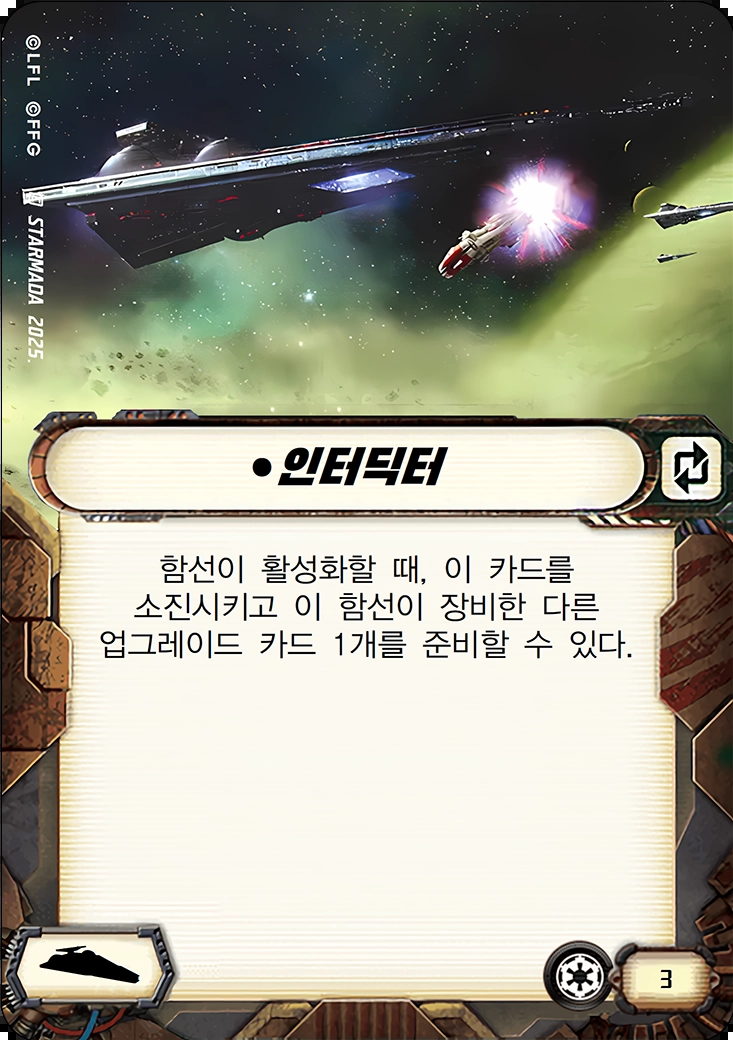 ©LFL ©FFG
STARMADA 2025.
•인터딕터
함선이 활성화할 때, 이 카드를
소진시키고 이 함선이 장비한 다른
업그레이드 카드 1개를 준비할 수 있다.
3